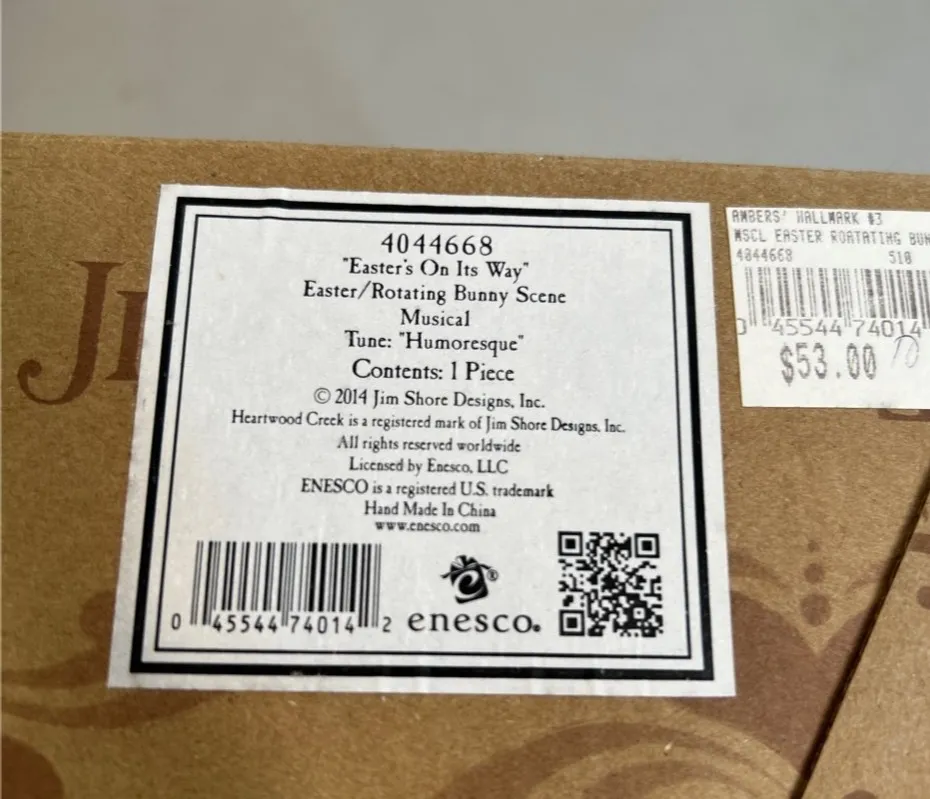 4044668
"Easter's On Its Way"
Easter/Rotating Bunny Scene
Musical
Tune: "Humoresque"
Contents: 1 Piece
© 2014 Jim Shore Designs, Inc.
Heartwood Creek is a registered mark of Jim Shore Designs, Inc.
All rights reserved worldwide
Licensed by Enesco, LLC
ENESCO is a registered U.S. trademark
Hand Made In China
www.enesco.com
0 45544 74014 2
enesco.
AMBERS' HALLMARK #3
MSCL EASTER ROATATING BUN
4044668 510
0 45544 74014
$53.00